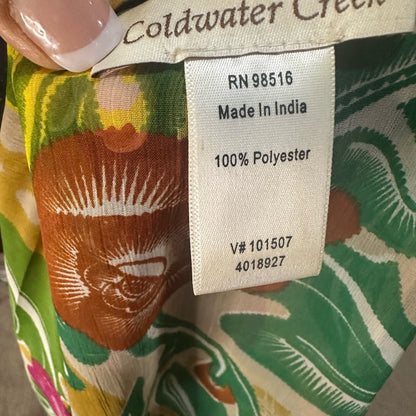 Coldwater Creek
RN 98516
Made In India
100% Polyester
V# 101507
4018927